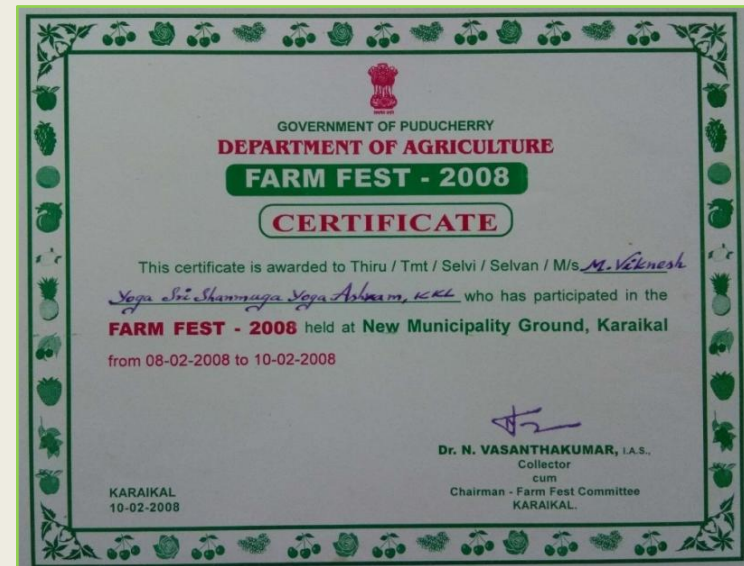 GOVERNMENT OF PUDUCHERRY
DEPARTMENT OF AGRICULTURE
FARM FEST - 2008
CERTIFICATE
This certificate is awarded to Thiru / Tmt / Selvi / Selvan / M/s M. Viknesh
Yoga Sri Shanmuga Yoga Ashram, KKL who has participated in the
FARM FEST - 2008 held at New Municipality Ground, Karaikal
from 08-02-2008 to 10-02-2008
Dr. N. VASANTHAKUMAR, I.A.S.,
Collector
cum
Chairman - Farm Fest Committee
KARAIKAL.
KARAIKAL
10-02-2008